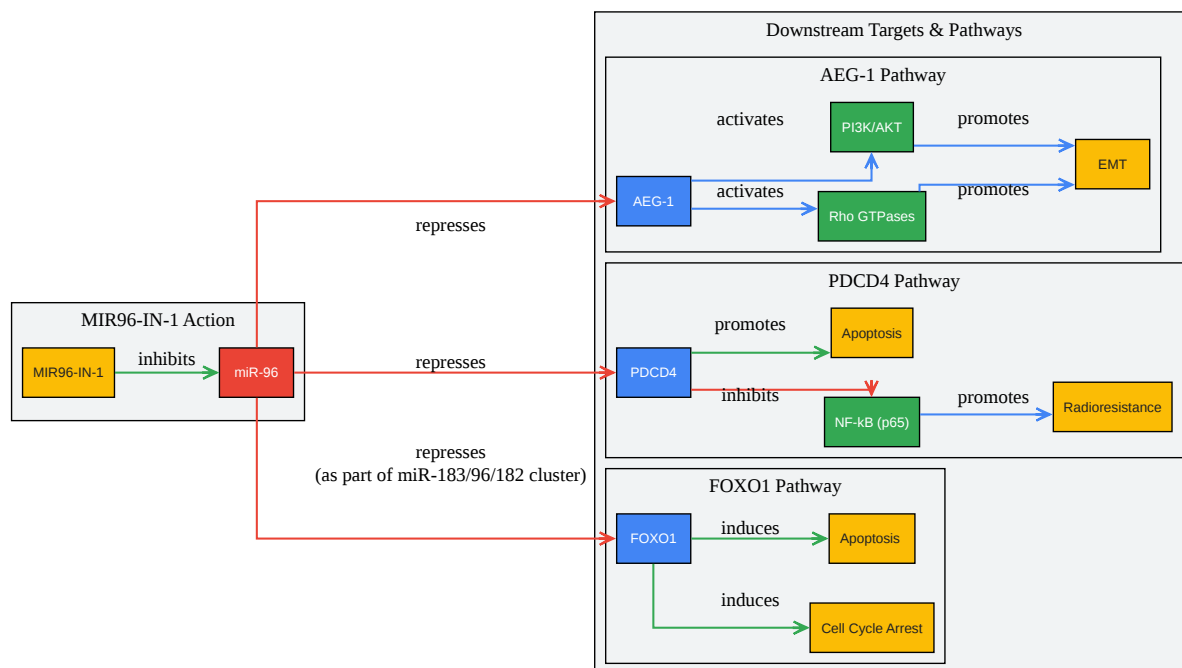 Downstream Targets & Pathways
AEG-1 Pathway
activates
PI3K/AKT
promotes
EMT
AEG-1
activates
Rho GTPases
promotes
represses
PDCD4 Pathway
MIR96-IN-1 Action
promotes
Apoptosis
MIR96-IN-1
inhibits
miR-96
represses
PDCD4
inhibits
NF-kB (p65)
promotes
Radioresistance
represses
(as part of miR-183/96/182 cluster)
FOXO1 Pathway
FOXO1
induces
Apoptosis
induces
Cell Cycle Arrest